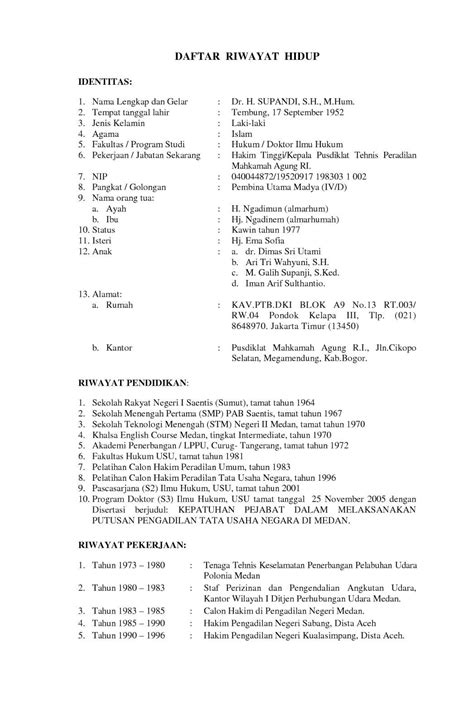 DAFTAR RIWAYAT HIDUP
IDENTITAS:
1. Nama Lengkap dan Gelar : Dr. H. SUPANDI, S.H., M.Hum.
2. Tempat tanggal lahir : Tembung, 17 September 1952
3. Jenis Kelamin : Laki-laki
4. Agama : Islam
5. Fakultas / Program Studi : Hukum / Doktor Ilmu Hukum
6. Pekerjaan / Jabatan Sekarang : Hakim Tinggi/Kepala Pusdiklat Tehnis Peradilan
Mahkamah Agung RI.
7. NIP : 040044872/19520917 198303 1 002
8. Pangkat / Golongan : Pembina Utama Madya (IV/D)
9. Nama orang tua:
a. Ayah : H. Ngadimun (almarhum)
b. Ibu : Hj. Ngadinem (almarhumah)
10. Status : Kawin tahun 1977
11. Isteri : Hj. Ema Sofia
12. Anak : a. dr. Dimas Sri Utami
b. Ari Tri Wahyuni, S.H.
c. M. Galih Supanji, S.Ked.
d. Iman Arif Sulthantio.
13. Alamat:
a. Rumah : KAV.PTB.DKI BLOK A9 No.13 RT.003/
RW.04 Pondok Kelapa III, Tlp. (021)
8648970. Jakarta Timur (13450)
b. Kantor : Pusdiklat Mahkamah Agung R.I., Jln.Cikopo
Selatan, Megamendung, Kab.Bogor.
RIWAYAT PENDIDIKAN:
1. Sekolah Rakyat Negeri I Saentis (Sumut), tamat tahun 1964
2. Sekolah Menengah Pertama (SMP) PAB Saentis, tamat tahun 1967
3. Sekolah Teknologi Menengah (STM) Negeri II Medan, tamat tahun 1970
4. Khalsa English Course Medan, tingkat Intermediate, tahun 1970
5. Akademi Penerbangan / LPPU, Curug- Tangerang, tamat tahun 1972
6. Fakultas Hukum USU, tamat tahun 1981
7. Pelatihan Calon Hakim Peradilan Umum, tahun 1983
8. Pelatihan Calon Hakim Peradilan Tata Usaha Negara, tahun 1996
9. Pascasarjana (S2) Ilmu Hukum, USU, tamat tahun 2001
10. Program Doktor (S3) Ilmu Hukum, USU tamat tanggal 25 November 2005 dengan
Disertasi berjudul: KEPATUHAN PEJABAT DALAM MELAKSANAKAN
PUTUSAN PENGADILAN TATA USAHA NEGARA DI MEDAN.
RIWAYAT PEKERJAAN:
1. Tahun 1973 – 1980 : Tenaga Tehnis Keselamatan Penerbangan Pelabuhan Udara
Polonia Medan
2. Tahun 1980 – 1983 : Staf Perizinan dan Pengendalian Angkutan Udara,
Kantor Wilayah I Ditjen Perhubungan Udara Medan.
3. Tahun 1983 – 1985 : Calon Hakim di Pengadilan Negeri Medan.
4. Tahun 1985 – 1990 : Hakim Pengadilan Negeri Sabang, Dista Aceh
5. Tahun 1990 – 1996 : Hakim Pengadilan Negeri Kualasimpang, Dista Aceh.